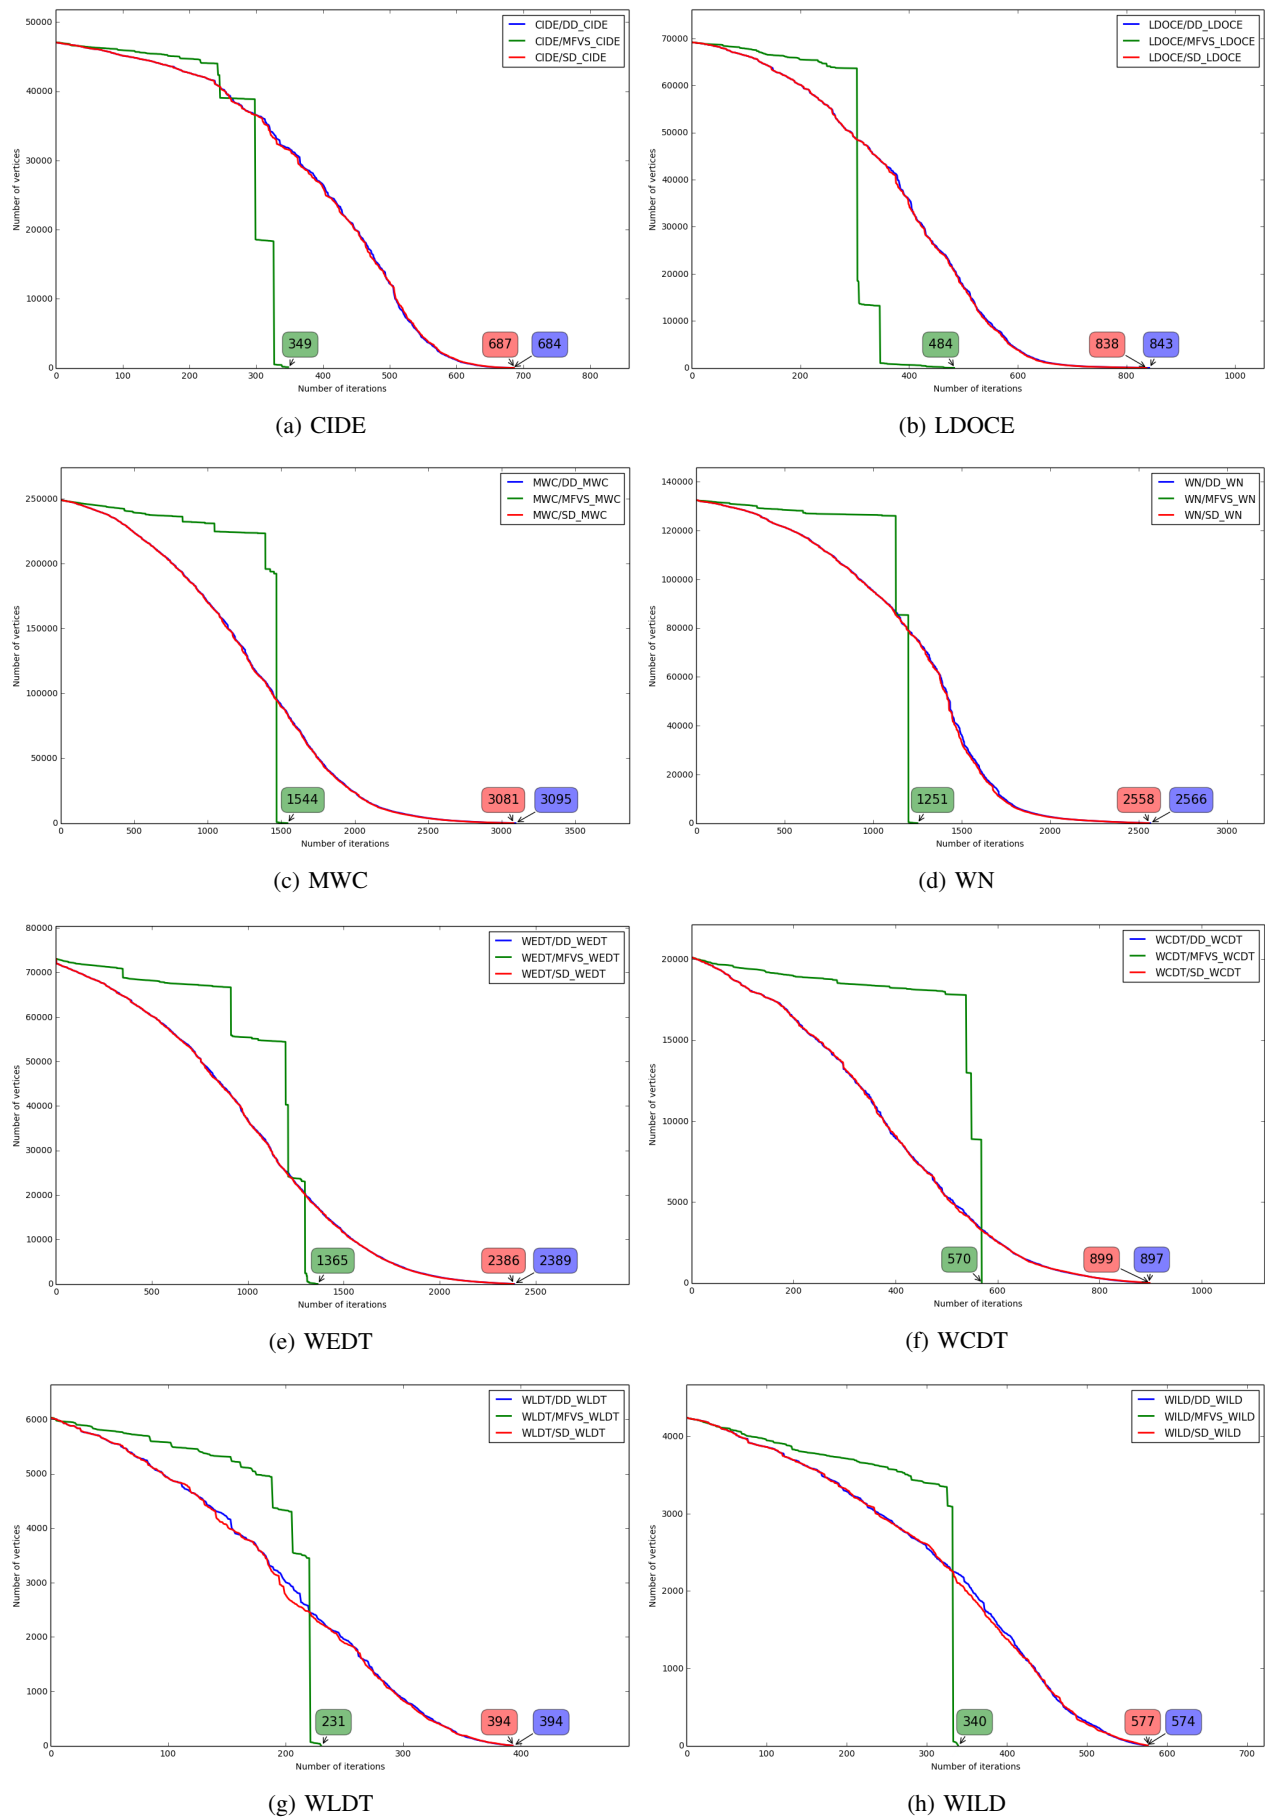 CIDE/DD_CIDE
CIDE/MFVS_CIDE
CIDE/SD_CIDE
50000
40000
30000
20000
10000
0
Number of vertices
349
687
684
0 100 200 300 400 500 600 700 800
Number of iterations
(a) CIDE
LDOCE/DD_LDOCE
LDOCE/MFVS_LDOCE
LDOCE/SD_LDOCE
70000
60000
50000
40000
30000
20000
10000
0
Number of vertices
484
838
843
0 200 400 600 800 1000
Number of iterations
(b) LDOCE
MWC/DD_MWC
MWC/MFVS_MWC
MWC/SD_MWC
250000
200000
150000
100000
50000
0
Number of vertices
1544
3081
3095
0 500 1000 1500 2000 2500 3000 3500
Number of iterations
(c) MWC
WN/DD_WN
WN/MFVS_WN
WN/SD_WN
140000
120000
100000
80000
60000
40000
20000
0
Number of vertices
1251
2558
2566
0 500 1000 1500 2000 2500 3000
Number of iterations
(d) WN
WEDT/DD_WEDT
WEDT/MFVS_WEDT
WEDT/SD_WEDT
80000
70000
60000
50000
40000
30000
20000
10000
0
Number of vertices
1365
2386
2389
0 500 1000 1500 2000 2500
Number of iterations
(e) WEDT
WCDT/DD_WCDT
WCDT/MFVS_WCDT
WCDT/SD_WCDT
20000
15000
10000
5000
0
Number of vertices
570
899
897
0 200 400 600 800 1000
Number of iterations
(f) WCDT
WLDT/DD_WLDT
WLDT/MFVS_WLDT
WLDT/SD_WLDT
6000
5000
4000
3000
2000
1000
0
Number of vertices
231
394
394
0 100 200 300 400
Number of iterations
(g) WLDT
WILD/DD_WILD
WILD/MFVS_WILD
WILD/SD_WILD
4000
3000
2000
1000
0
Number of vertices
340
577
574
0 100 200 300 400 500 600 700
Number of iterations
(h) WILD